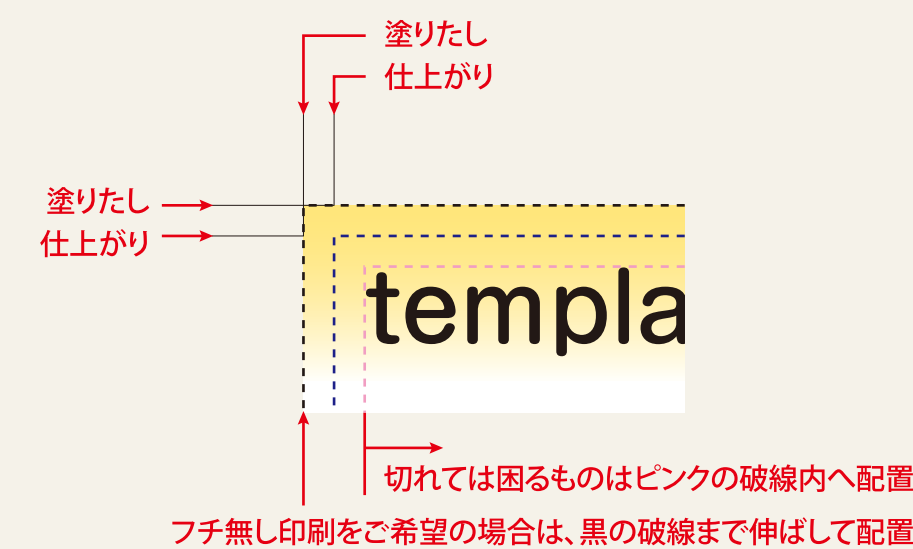 塗りたし
仕上がり
塗りたし
仕上がり
templa
切れては困るものはピンクの破線内へ配置
フチ無し印刷をご希望の場合は、黒の破線まで伸ばして配置